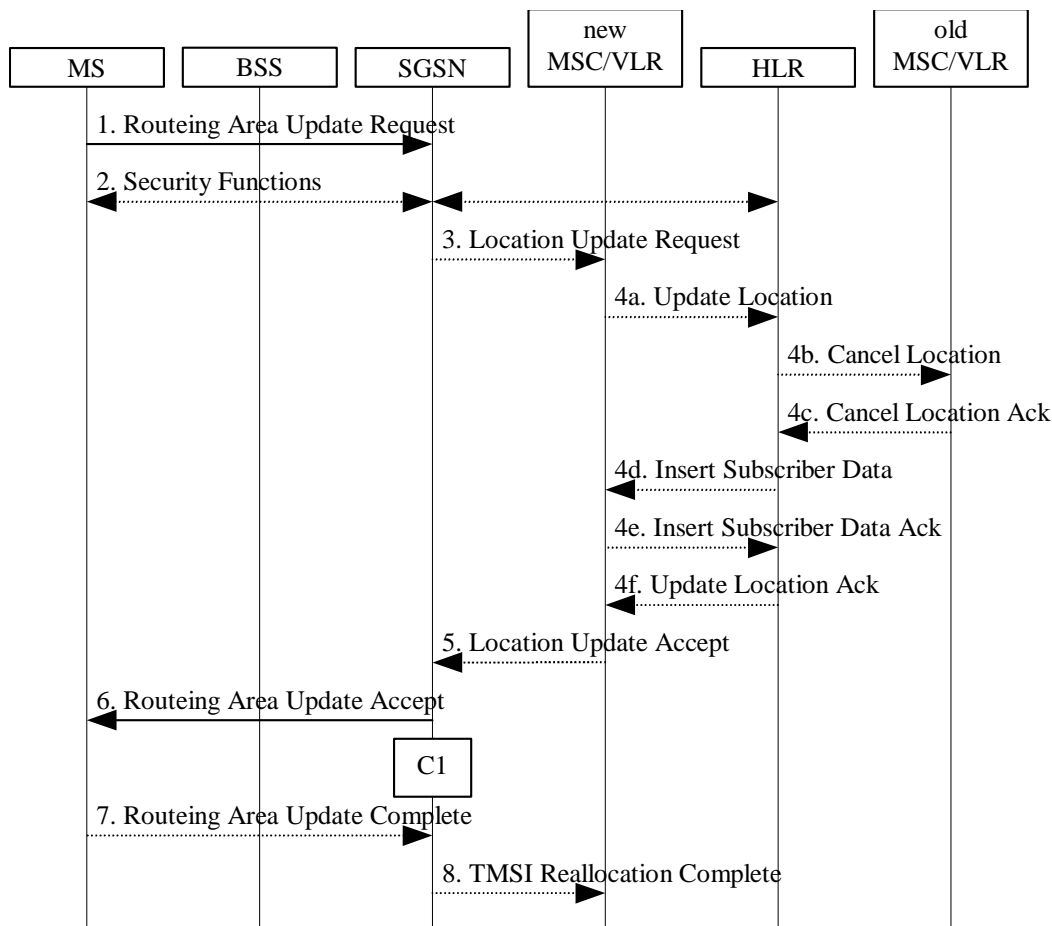 new
MSC/VLR
old
MSC/VLR
MS
BSS
SGSN
HLR
1. Routeing Area Update Request
2. Security Functions
3. Location Update Request
4a. Update Location
4b. Cancel Location
4c. Cancel Location Ack
4d. Insert Subscriber Data
4e. Insert Subscriber Data Ack
4f. Update Location Ack
5. Location Update Accept
6. Routeing Area Update Accept
C1
7. Routeing Area Update Complete
8. TMSI Reallocation Complete